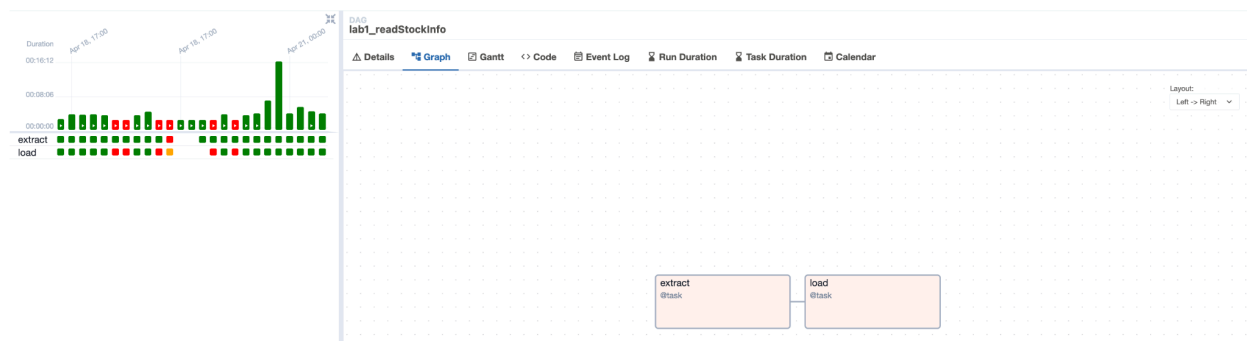 Duration
Apr 18, 17:00
Apr 18, 17:00
Apr 21, 00:00
00:16:12
00:08:06
00:00:00
extract
load
DAG
lab1_readStockInfo
Details
Graph
Gantt
<> Code
Event Log
Run Duration
Task Duration
Calendar
Layout:
Left -> Right
extract
@task
load
@task